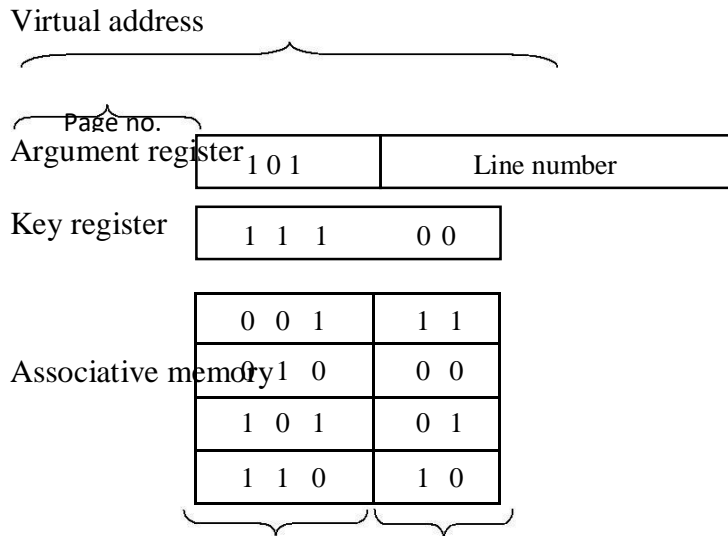 Virtual address
Page no.
Argument register 1 0 1 Line number
Key register 1 1 1 0 0
0 0 1 1 1
Associative memory 0 1 0 0 0
1 0 1 0 1
1 1 0 1 0